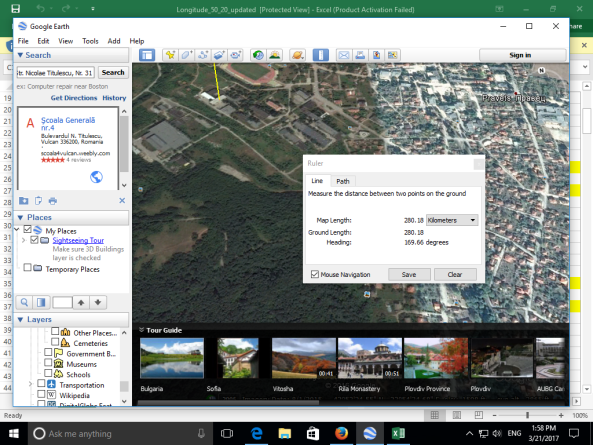 Longitude_50_20_updated [Protected View] - Excel (Product Activation Failed)
Google Earth
File Edit View Tools Add Help
Search
Sign in
Str. Nicolae Titulescu, Nr. 31
Search
ex: Computer repair near Boston
Get Directions History
A
Școala Generală
nr.4
Bulevardul N. Titulescu,
Vulcan 336200, Romania
scoala4vulcan.weebly.com
4 reviews
Places
My Places
Sightseeing Tour
Make sure 3D Buildings
layer is checked
Temporary Places
Layers
Other Places...
Cemeteries
Government B...
Museums
Schools
Transportation
Wikipedia
DigitalGlobe Feat
N
Pravets - Правец
Ruler
Line Path
Measure the distance between two points on the ground
Map Length: 280.18 Kilometers
Ground Length: 280.18
Heading: 169.66 degrees
Mouse Navigation
Save
Clear
Tour Guide
00:41
00:51
Bulgaria
Sofia
Vitosha
Rila Monastery
Plovdiv Province
Plovdiv
AUBG Can
19
20
21
22
23
24
25
26
27
28
29
30
31
32
33
34
35
36
37
38
39
40
41
42
43
44
Ready
100%
Ask me anything
ENG
1:58 PM
3/21/2017